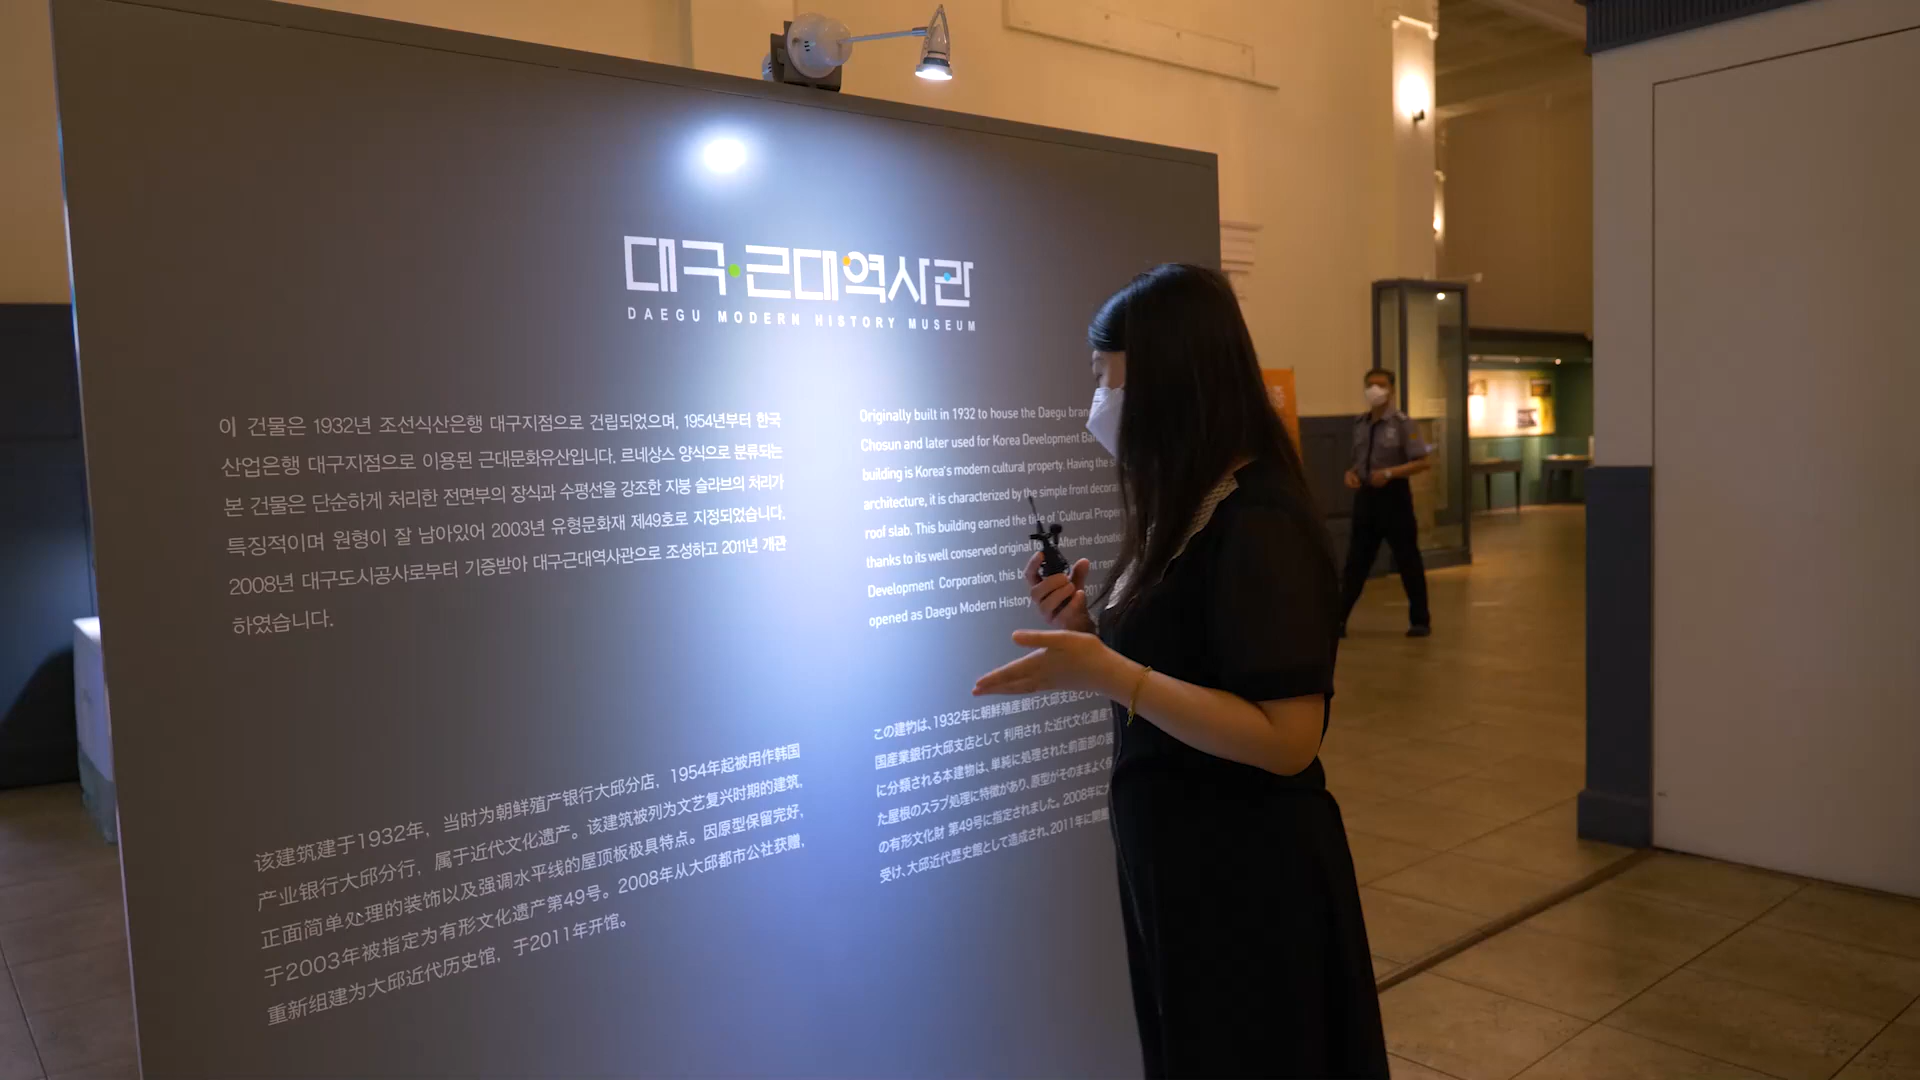 대구·근대역사관
DAEGU MODERN HISTORY MUSEUM
이 건물은 1932년 조선식산은행 대구지점으로 건립되었으며, 1954년부터 한국
산업은행 대구지점으로 이용된 근대문화유산입니다. 르네상스 양식으로 분류되는
본 건물은 단순하게 처리한 전면부의 장식과 수평선을 강조한 지붕 슬라브의 처리가
특징적이며 원형이 잘 남아있어 2003년 유형문화재 제49호로 지정되었습니다.
2008년 대구도시공사로부터 기증받아 대구근대역사관으로 조성하고 2011년 개관
하였습니다.
Originally built in 1932 to house the Daegu
Chosun and later used for Korea Development
building is Korea's modern cultural property. Having the
architecture, it is characterized by the simple front
roof slab. This building earned the title of 'Cultural
thanks to its well conserved original After the
Development Corporation, this
opened as Daegu Modern History
该建筑建于1932年，当时为朝鲜殖产银行大邱分店，1954年起被用作韩国
产业银行大邱分行，属于近代文化遗产。该建筑被列为文艺复兴时期的建筑，
正面简单处理的装饰以及强调水平线的屋顶板极具特点。因原型保留完好，
于2003年被指定为有形文化遗产第49号。2008年从大邱都市公社获赠，
重新组建为大邱近代历史馆，于2011年开馆。
この建物は、1932年に朝鮮殖産銀行大邱支店として
国産業銀行大邱支店として 利用され た近代文化遺産で
に分類される本建物は、単純に処理された前面部の装
た屋根のスラブ処理に特徴があり、原型がそのままよく保
の有形文化財 第49号に指定されました。2008年に
受け、大邱近代歴史館として造成され、2011年に開館